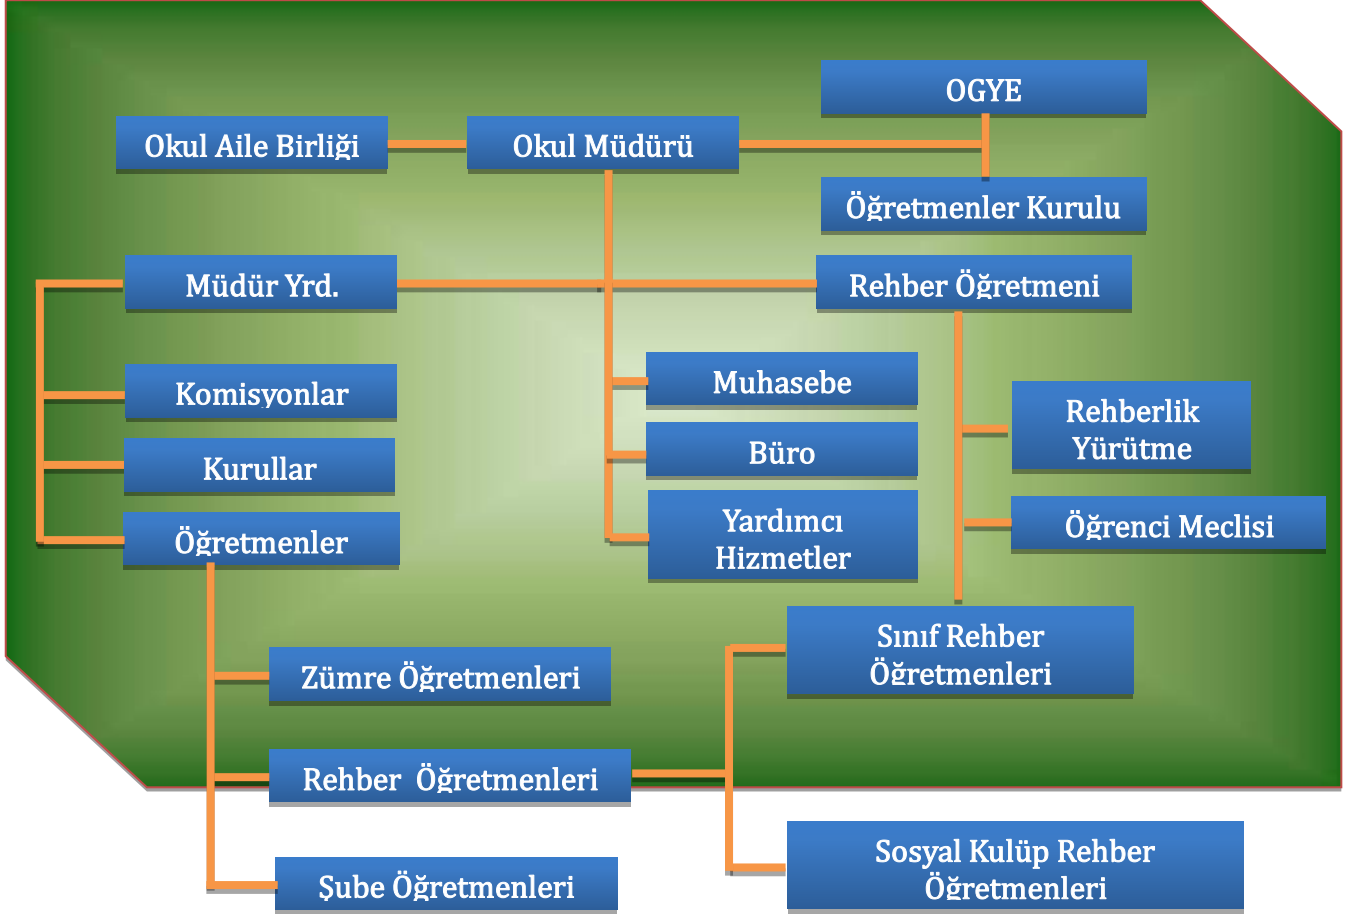 OGYE
Okul Aile Birliği
Okul Müdürü
Öğretmenler Kurulu
Müdür Yrd.
Rehber Öğretmeni
Komisyonlar
Muhasebe
Rehberlik
Yürütme
Kurullar
Büro
Öğretmenler
Yardımcı
Hizmetler
Öğrenci Meclisi
Zümre Öğretmenleri
Sınıf Rehber
Öğretmenleri
Rehber  Öğretmenleri
Şube Öğretmenleri
Sosyal Kulüp Rehber
Öğretmenleri